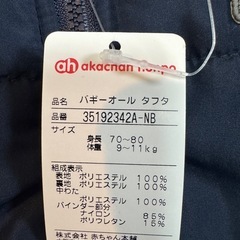 akachan honpo
品名 バギーオール タフタ
品番 35192342A-NB
サイズ
身長 70~80
体重 9~11kg
組成表示
表地 ポリエステル 100%
裏地 ポリエステル 100%
中わた
ポリエステル 100%
バインダー部分
ナイロン 85%
ポリウレタン 15%
株式会社 赤ちゃん本舗